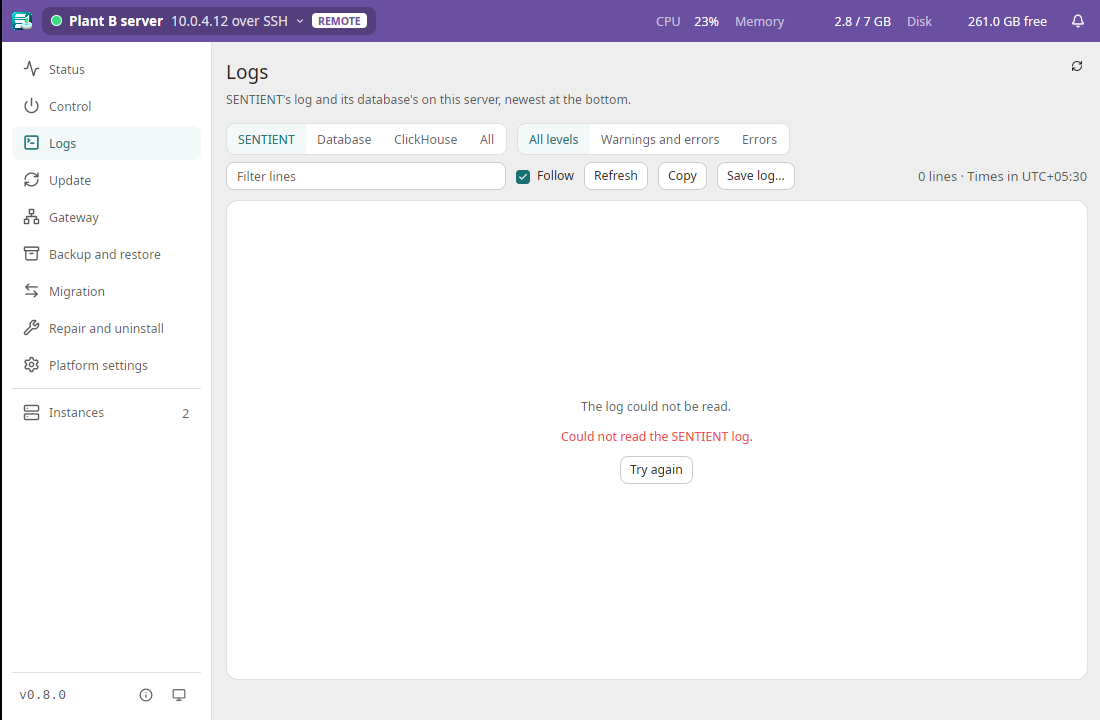 Plant B server 10.0.4.12 over SSH REMOTE CPU 23% Memory 2.8 / 7 GB Disk 261.0 GB free
Status
Control
Logs
Update
Gateway
Backup and restore
Migration
Repair and uninstall
Platform settings
Instances 2
v0.8.0
Logs
SENTIENT's log and its database's on this server, newest at the bottom.
SENTIENT Database ClickHouse All All levels Warnings and errors Errors
Filter lines Follow Refresh Copy Save log... 0 lines · Times in UTC+05:30
The log could not be read.
Could not read the SENTIENT log.
Try again